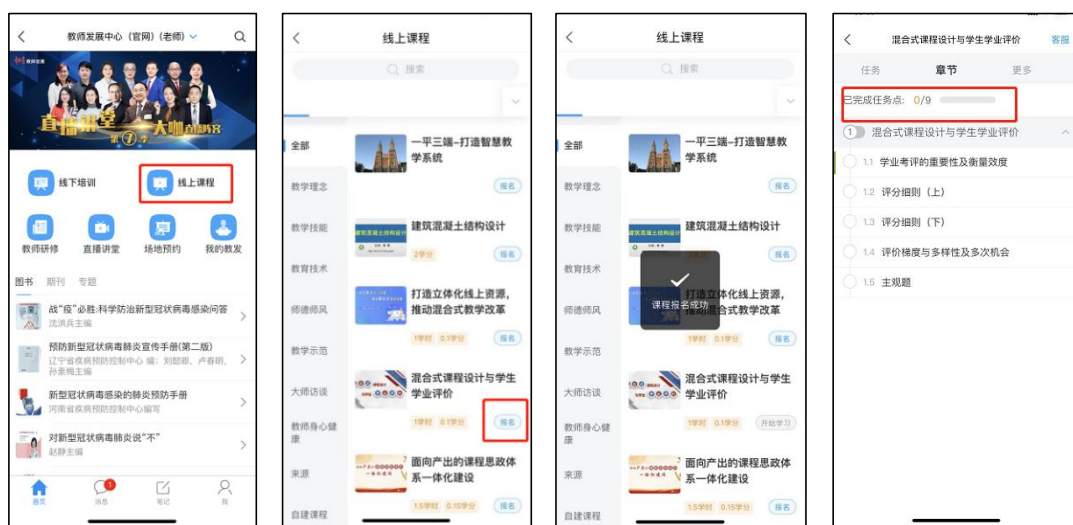 教师发展中心（官网）（老师）
教师发展
直播讲堂
第⑦季
大咖直播客
线下培训
线上课程
教师研修
直播讲堂
场地预约
我的教发
图书 期刊 专题
战“疫”必胜:科学防治新型冠状病毒感染问答
沈洪兵主编
预防新型冠状病毒肺炎宣传手册(第二版)
辽宁省疾病预防控制中心 编；刘懿卿，卢春明，
孙素梅主编
新型冠状病毒感染的肺炎预防手册
河南省疾病预防控制中心编写
对新型冠状病毒肺炎说“不”
赵静主编
1
首页 消息 笔记 我
线上课程
搜索
全部
教学理念
教学技能
教育技术
师德师风
教学示范
大师访谈
教师身心健
康
来源
自建课程
一平三端–打造智慧教
学系统
报名
建筑混凝土结构设计
2学分 报名
打造立体化线上资源，
推动混合式教学改革
1学时 0.1学分 报名
混合式课程设计与学生
学业评价
1学时 0.1学分 报名
面向产出的课程思政体
系一体化建设
1.5学时 0.15学分 报名
线上课程
搜索
全部
教学理念
教学技能
教育技术
师德师风
教学示范
大师访谈
教师身心健
康
来源
自建课程
一平三端–打造智慧教
学系统
报名
建筑混凝土结构设计
报名
打造立体化线上资源，
推动混合式教学改革
课程报名成功
1学时 0.1学分 报名
混合式课程设计与学生
学业评价
1学时 0.1学分 开始学习
面向产出的课程思政体
系一体化建设
1.5学时 0.15学分 报名
混合式课程设计与学生学业评价 客服
任务 章节 更多
已完成任务点: 0/9
1 混合式课程设计与学生学业评价
1.1 学业考评的重要性及衡量效度
1.2 评分细则（上）
1.3 评分细则（下）
1.4 评价梯度与多样性及多次机会
1.5 主观题